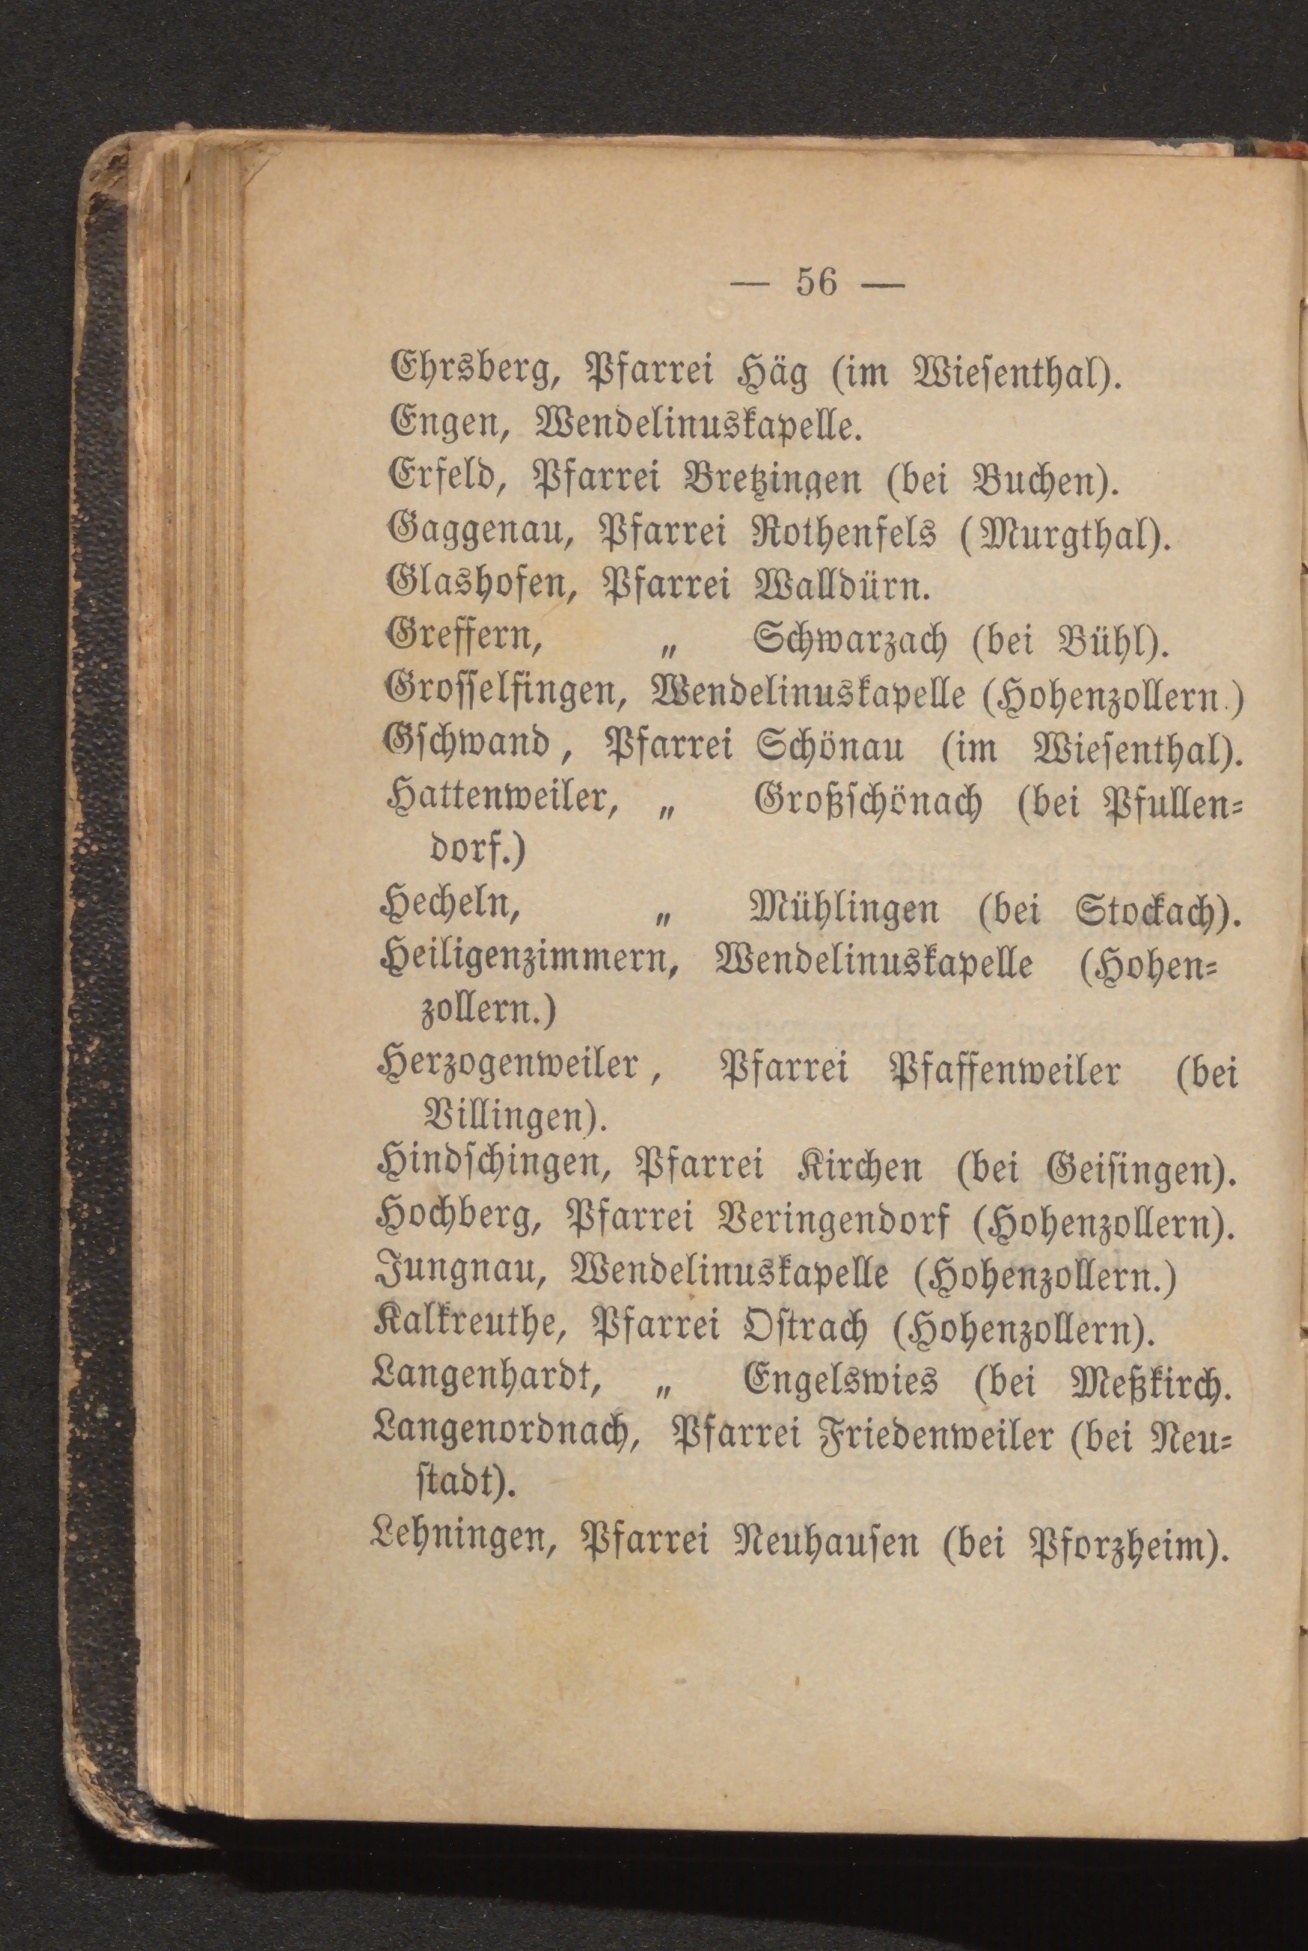 — 56 —
Ehrsberg, Pfarrei Häg (im Wieſenthal).
Engen, Wendelinuskapelle.
Erfeld, Pfarrei Bretzingen (bei Buchen).
Gaggenau, Pfarrei Rothenfels (Murgthal).
Glashofen, Pfarrei Walldürn.
Greffern, „ Schwarzach (bei Bühl).
Groſſelfingen, Wendelinuskapelle (Hohenzollern.)
Gſchwand, Pfarrei Schönau (im Wieſenthal).
Hattenweiler, „ Großſchönach (bei Pfullen⸗
dorf.)
Hecheln, „ Mühlingen (bei Stockach).
Heiligenzimmern, Wendelinuskapelle (Hohen⸗
zollern.)
Herzogenweiler, Pfarrei Pfaffenweiler (bei
Villingen).
Hindſchingen, Pfarrei Kirchen (bei Geiſingen).
Hochberg, Pfarrei Veringendorf (Hohenzollern).
Jungnau, Wendelinuskapelle (Hohenzollern.)
Kalkreuthe, Pfarrei Oſtrach (Hohenzollern).
Langenhardt, „ Engelswies (bei Meßkirch.
Langenordnach, Pfarrei Friedenweiler (bei Neu⸗
ſtadt).
Lehningen, Pfarrei Neuhauſen (bei Pforzheim).